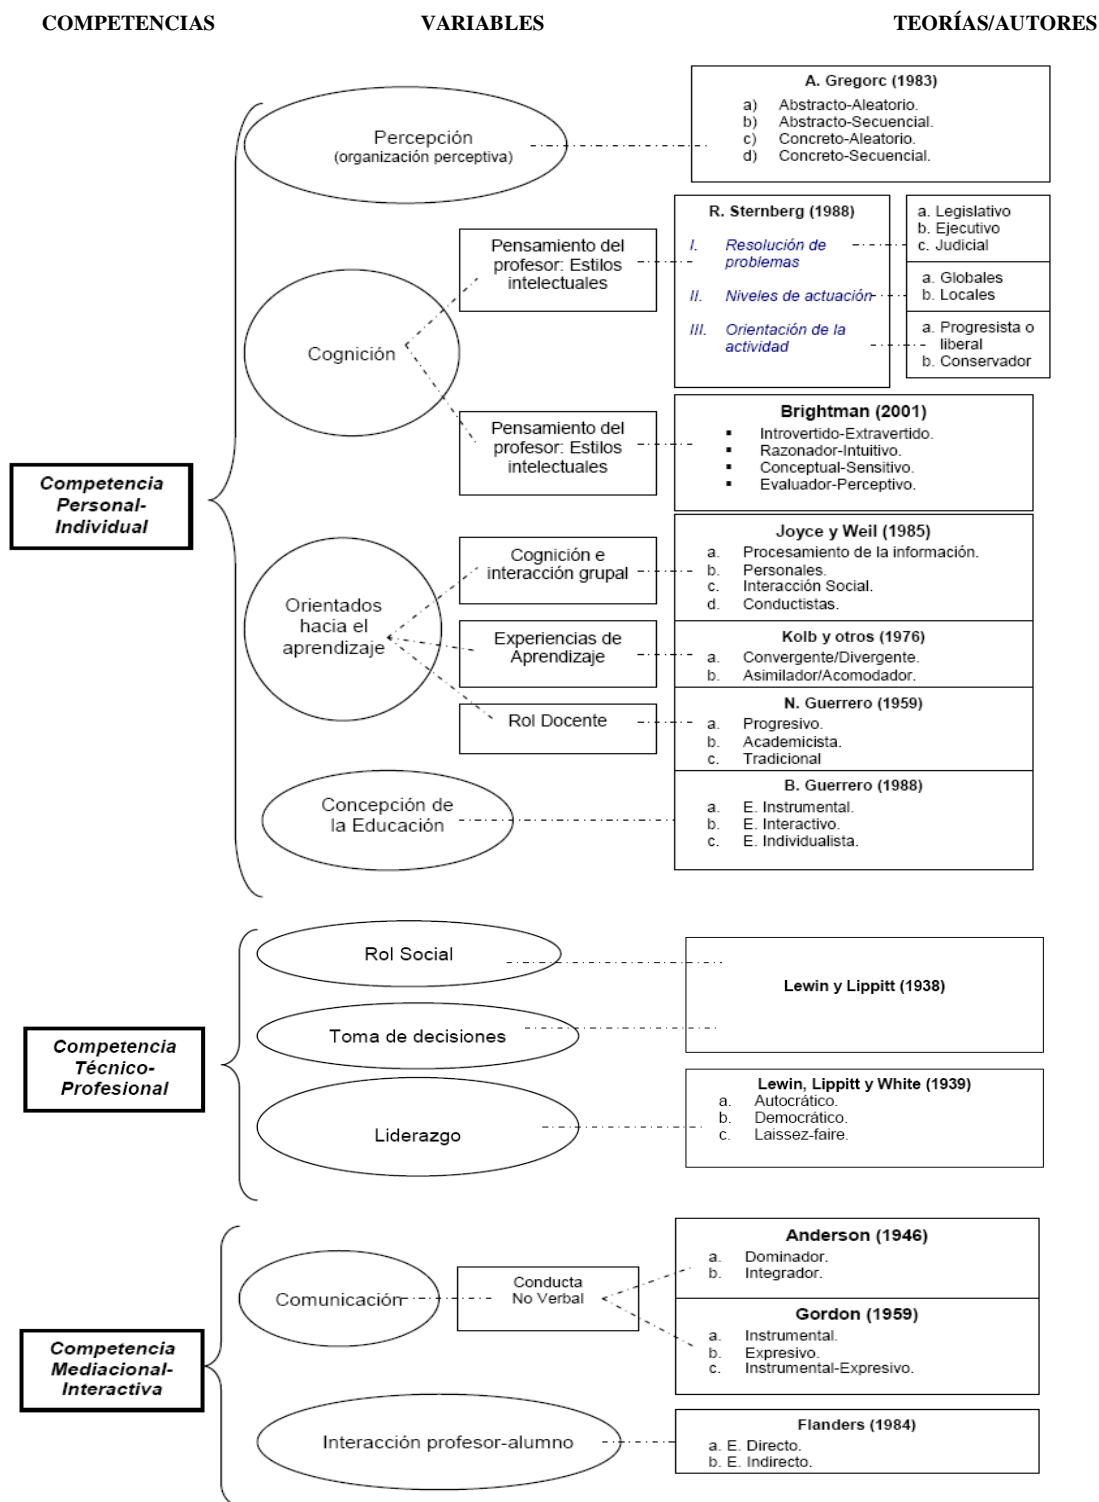 COMPETENCIAS
VARIABLES
TEORÍAS/AUTORES
Percepción
(organización perceptiva)
A. Gregorc (1983)
a) Abstracto-Aleatorio.
b) Abstracto-Secuencial.
c) Concreto-Aleatorio.
d) Concreto-Secuencial.
Cognición
Pensamiento del
profesor: Estilos
intelectuales
R. Sternberg (1988)
I. Resolución de
problemas
II. Niveles de actuación
III. Orientación de la
actividad
a. Legislativo
b. Ejecutivo
c. Judicial
a. Globales
b. Locales
a. Progresista o
liberal
b. Conservador
Pensamiento del
profesor: Estilos
intelectuales
Brightman (2001)
▪ Introvertido-Extravertido.
▪ Razonador-Intuitivo.
▪ Conceptual-Sensitivo.
▪ Evaluador-Perceptivo.
Competencia
Personal-
Individual
Orientados
hacia el
aprendizaje
Cognición e
interacción grupal
Joyce y Weil (1985)
a. Procesamiento de la información.
b. Personales.
c. Interacción Social.
d. Conductistas.
Experiencias de
Aprendizaje
Kolb y otros (1976)
a. Convergente/Divergente.
b. Asimilador/Acomodador.
Rol Docente
N. Guerrero (1959)
a. Progresivo.
b. Academicista.
c. Tradicional
Concepción de
la Educación
B. Guerrero (1988)
a. E. Instrumental.
b. E. Interactivo.
c. E. Individualista.
Competencia
Técnico-
Profesional
Rol Social
Toma de decisiones
Lewin y Lippitt (1938)
Liderazgo
Lewin, Lippitt y White (1939)
a. Autocrático.
b. Democrático.
c. Laissez-faire.
Competencia
Mediacional-
Interactiva
Comunicación
Conducta
No Verbal
Anderson (1946)
a. Dominador.
b. Integrador.
Gordon (1959)
a. Instrumental.
b. Expresivo.
c. Instrumental-Expresivo.
Interacción profesor-alumno
Flanders (1984)
a. E. Directo.
b. E. Indirecto.